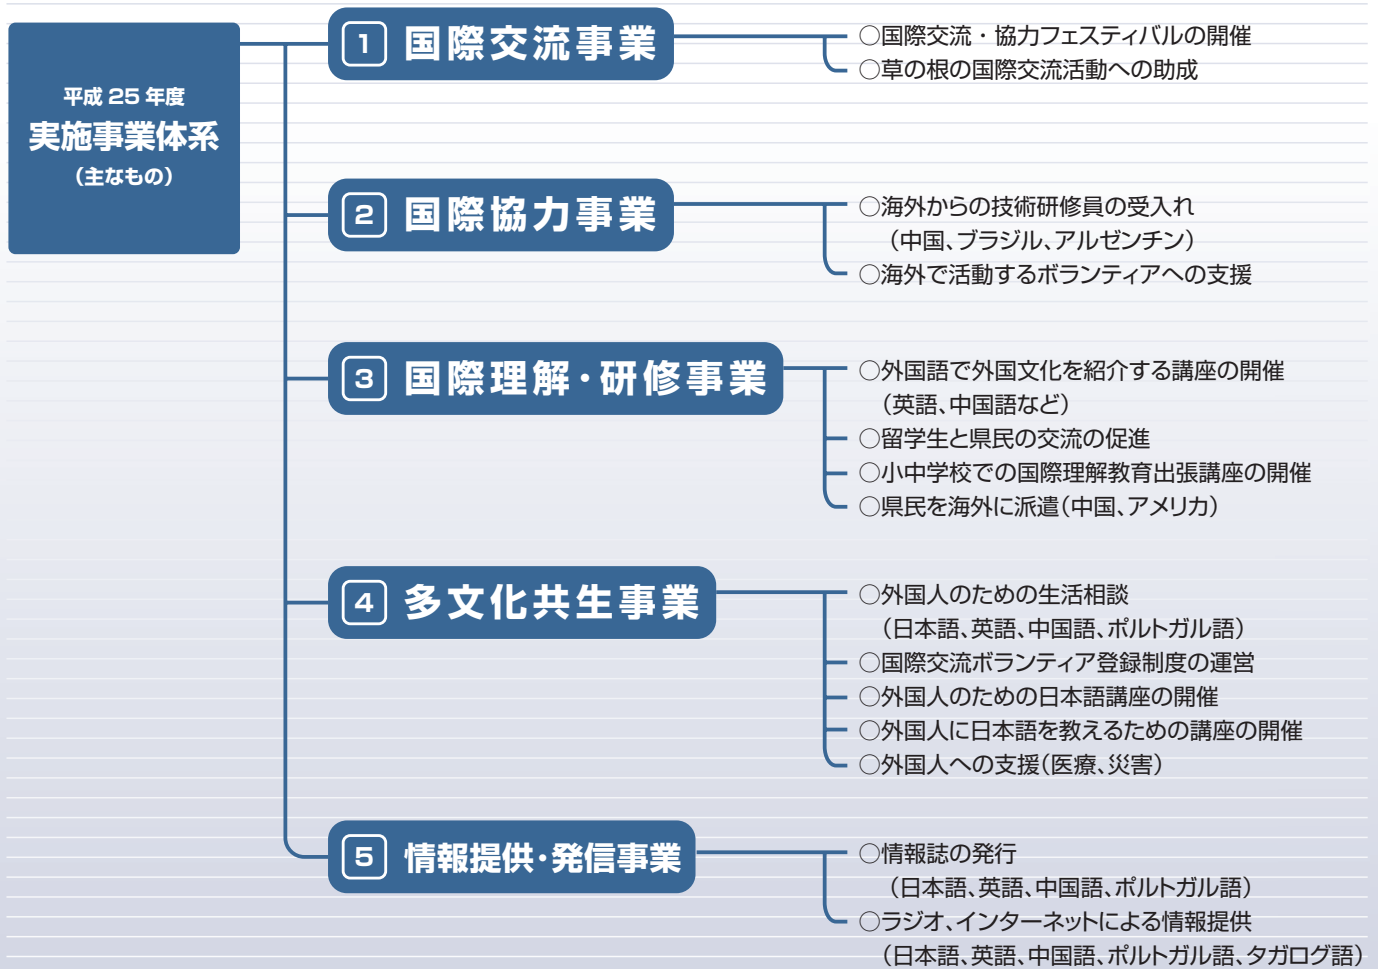 平成 25 年度
実施事業体系
(主なもの)
1 国際交流事業
○国際交流・協力フェスティバルの開催
○草の根の国際交流活動への助成
2 国際協力事業
○海外からの技術研修員の受入れ
(中国、ブラジル、アルゼンチン)
○海外で活動するボランティアへの支援
3 国際理解・研修事業
○外国語で外国文化を紹介する講座の開催
(英語、中国語など)
○留学生と県民の交流の促進
○小中学校での国際理解教育出張講座の開催
○県民を海外に派遣(中国、アメリカ)
4 多文化共生事業
○外国人のための生活相談
(日本語、英語、中国語、ポルトガル語)
○国際交流ボランティア登録制度の運営
○外国人のための日本語講座の開催
○外国人に日本語を教えるための講座の開催
○外国人への支援(医療、災害)
5 情報提供・発信事業
○情報誌の発行
(日本語、英語、中国語、ポルトガル語)
○ラジオ、インターネットによる情報提供
(日本語、英語、中国語、ポルトガル語、タガログ語)